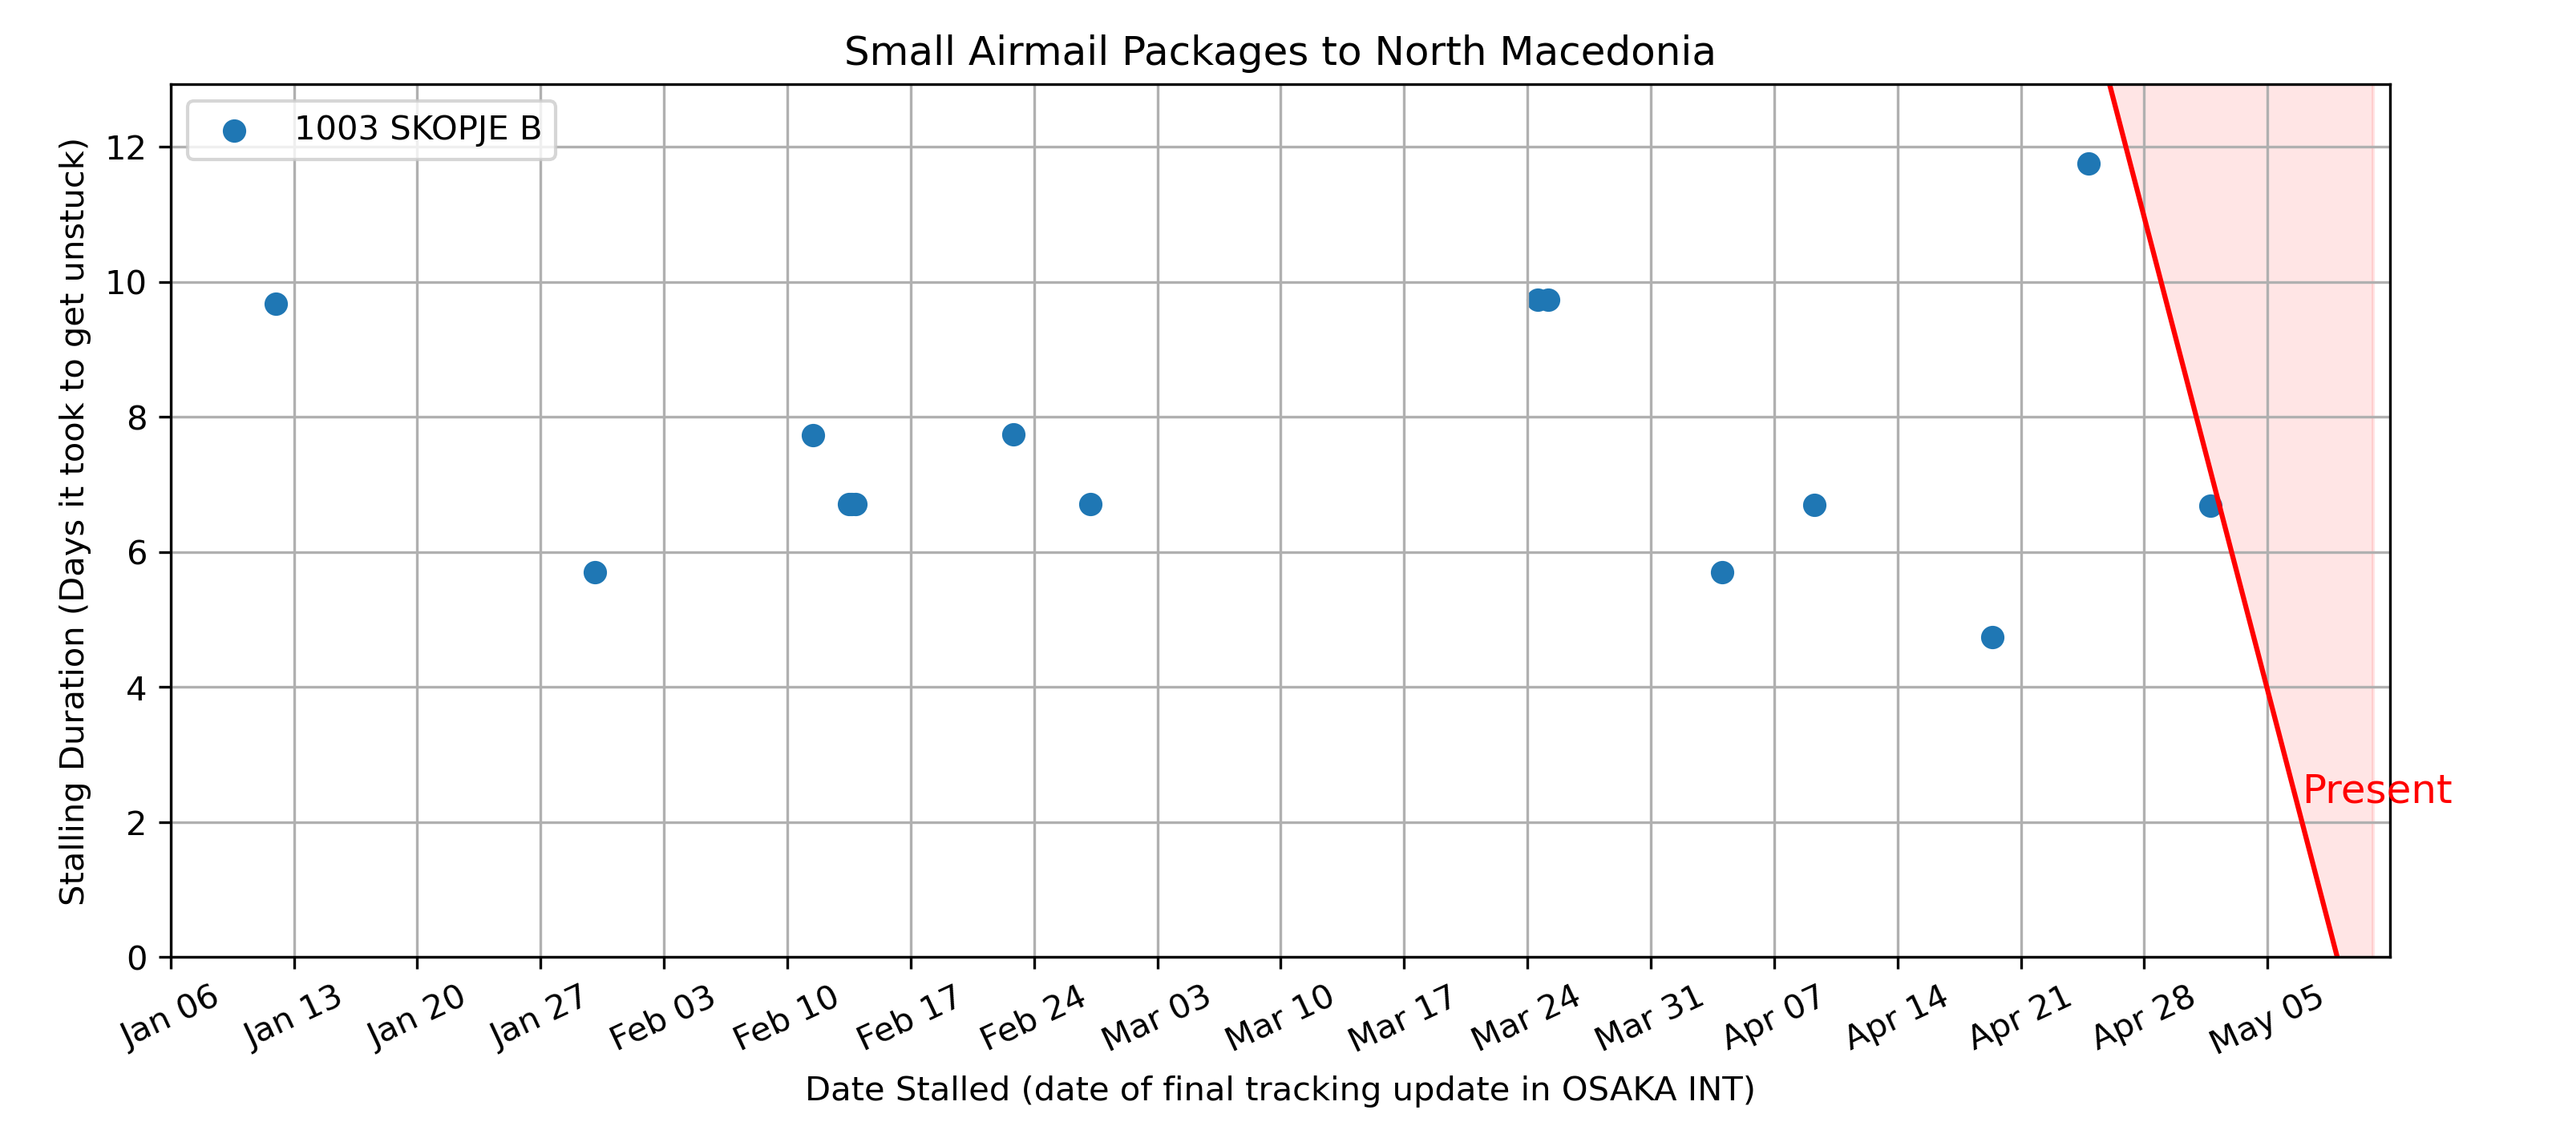 Small Airmail Packages to North Macedonia
1003 SKOPJE B
Stalling Duration (Days it took to get unstuck)
12
10
8
6
4
2
0
Present
Jan 06
Jan 13
Jan 20
Jan 27
Feb 03
Feb 10
Feb 17
Feb 24
Mar 03
Mar 10
Mar 17
Mar 24
Mar 31
Apr 07
Apr 14
Apr 21
Apr 28
May 05
Date Stalled (date of final tracking update in OSAKA INT)